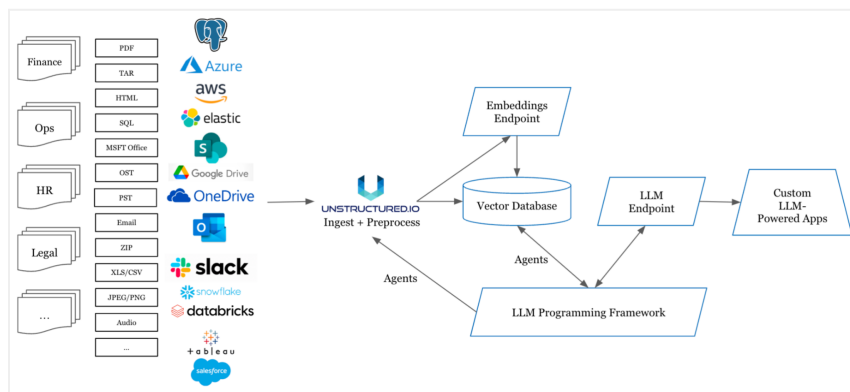 Finance
Ops
HR
Legal
...
PDF
TAR
HTML
SQL
MSFT Office
OST
PST
Email
ZIP
XLS/CSV
JPEG/PNG
Audio
...
Azure
aws
elastic
S
Google Drive
OneDrive
O
slack
snowflake
databricks
+ableau
salesforce
UNSTRUCTURED.IO
Ingest + Preprocess
Embeddings
Endpoint
Vector Database
LLM
Endpoint
Custom
LLM-
Powered Apps
Agents
Agents
LLM Programming Framework